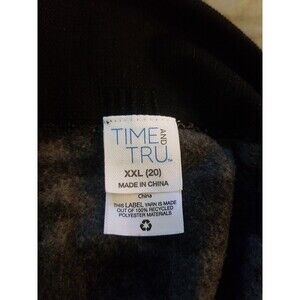 TIME AND
TRU™
XXL (20)
MADE IN CHINA
China
THIS LABEL YARN IS MADE
OUT OF 100% RECYCLED
POLYESTER MATERIALS